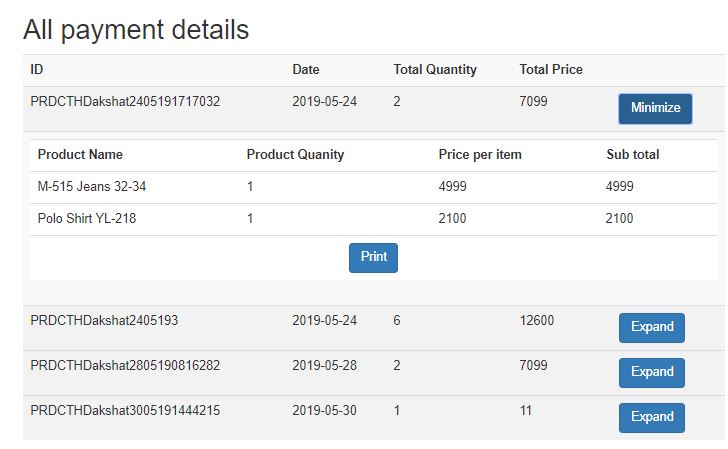 All payment details
ID Date Total Quantity Total Price
PRDCTHDakshat2405191717032 2019-05-24 2 7099 Minimize
Product Name Product Quanity Price per item Sub total
M-515 Jeans 32-34 1 4999 4999
Polo Shirt YL-218 1 2100 2100
Print
PRDCTHDakshat2405193 2019-05-24 6 12600 Expand
PRDCTHDakshat2805190816282 2019-05-28 2 7099 Expand
PRDCTHDakshat3005191444215 2019-05-30 1 11 Expand